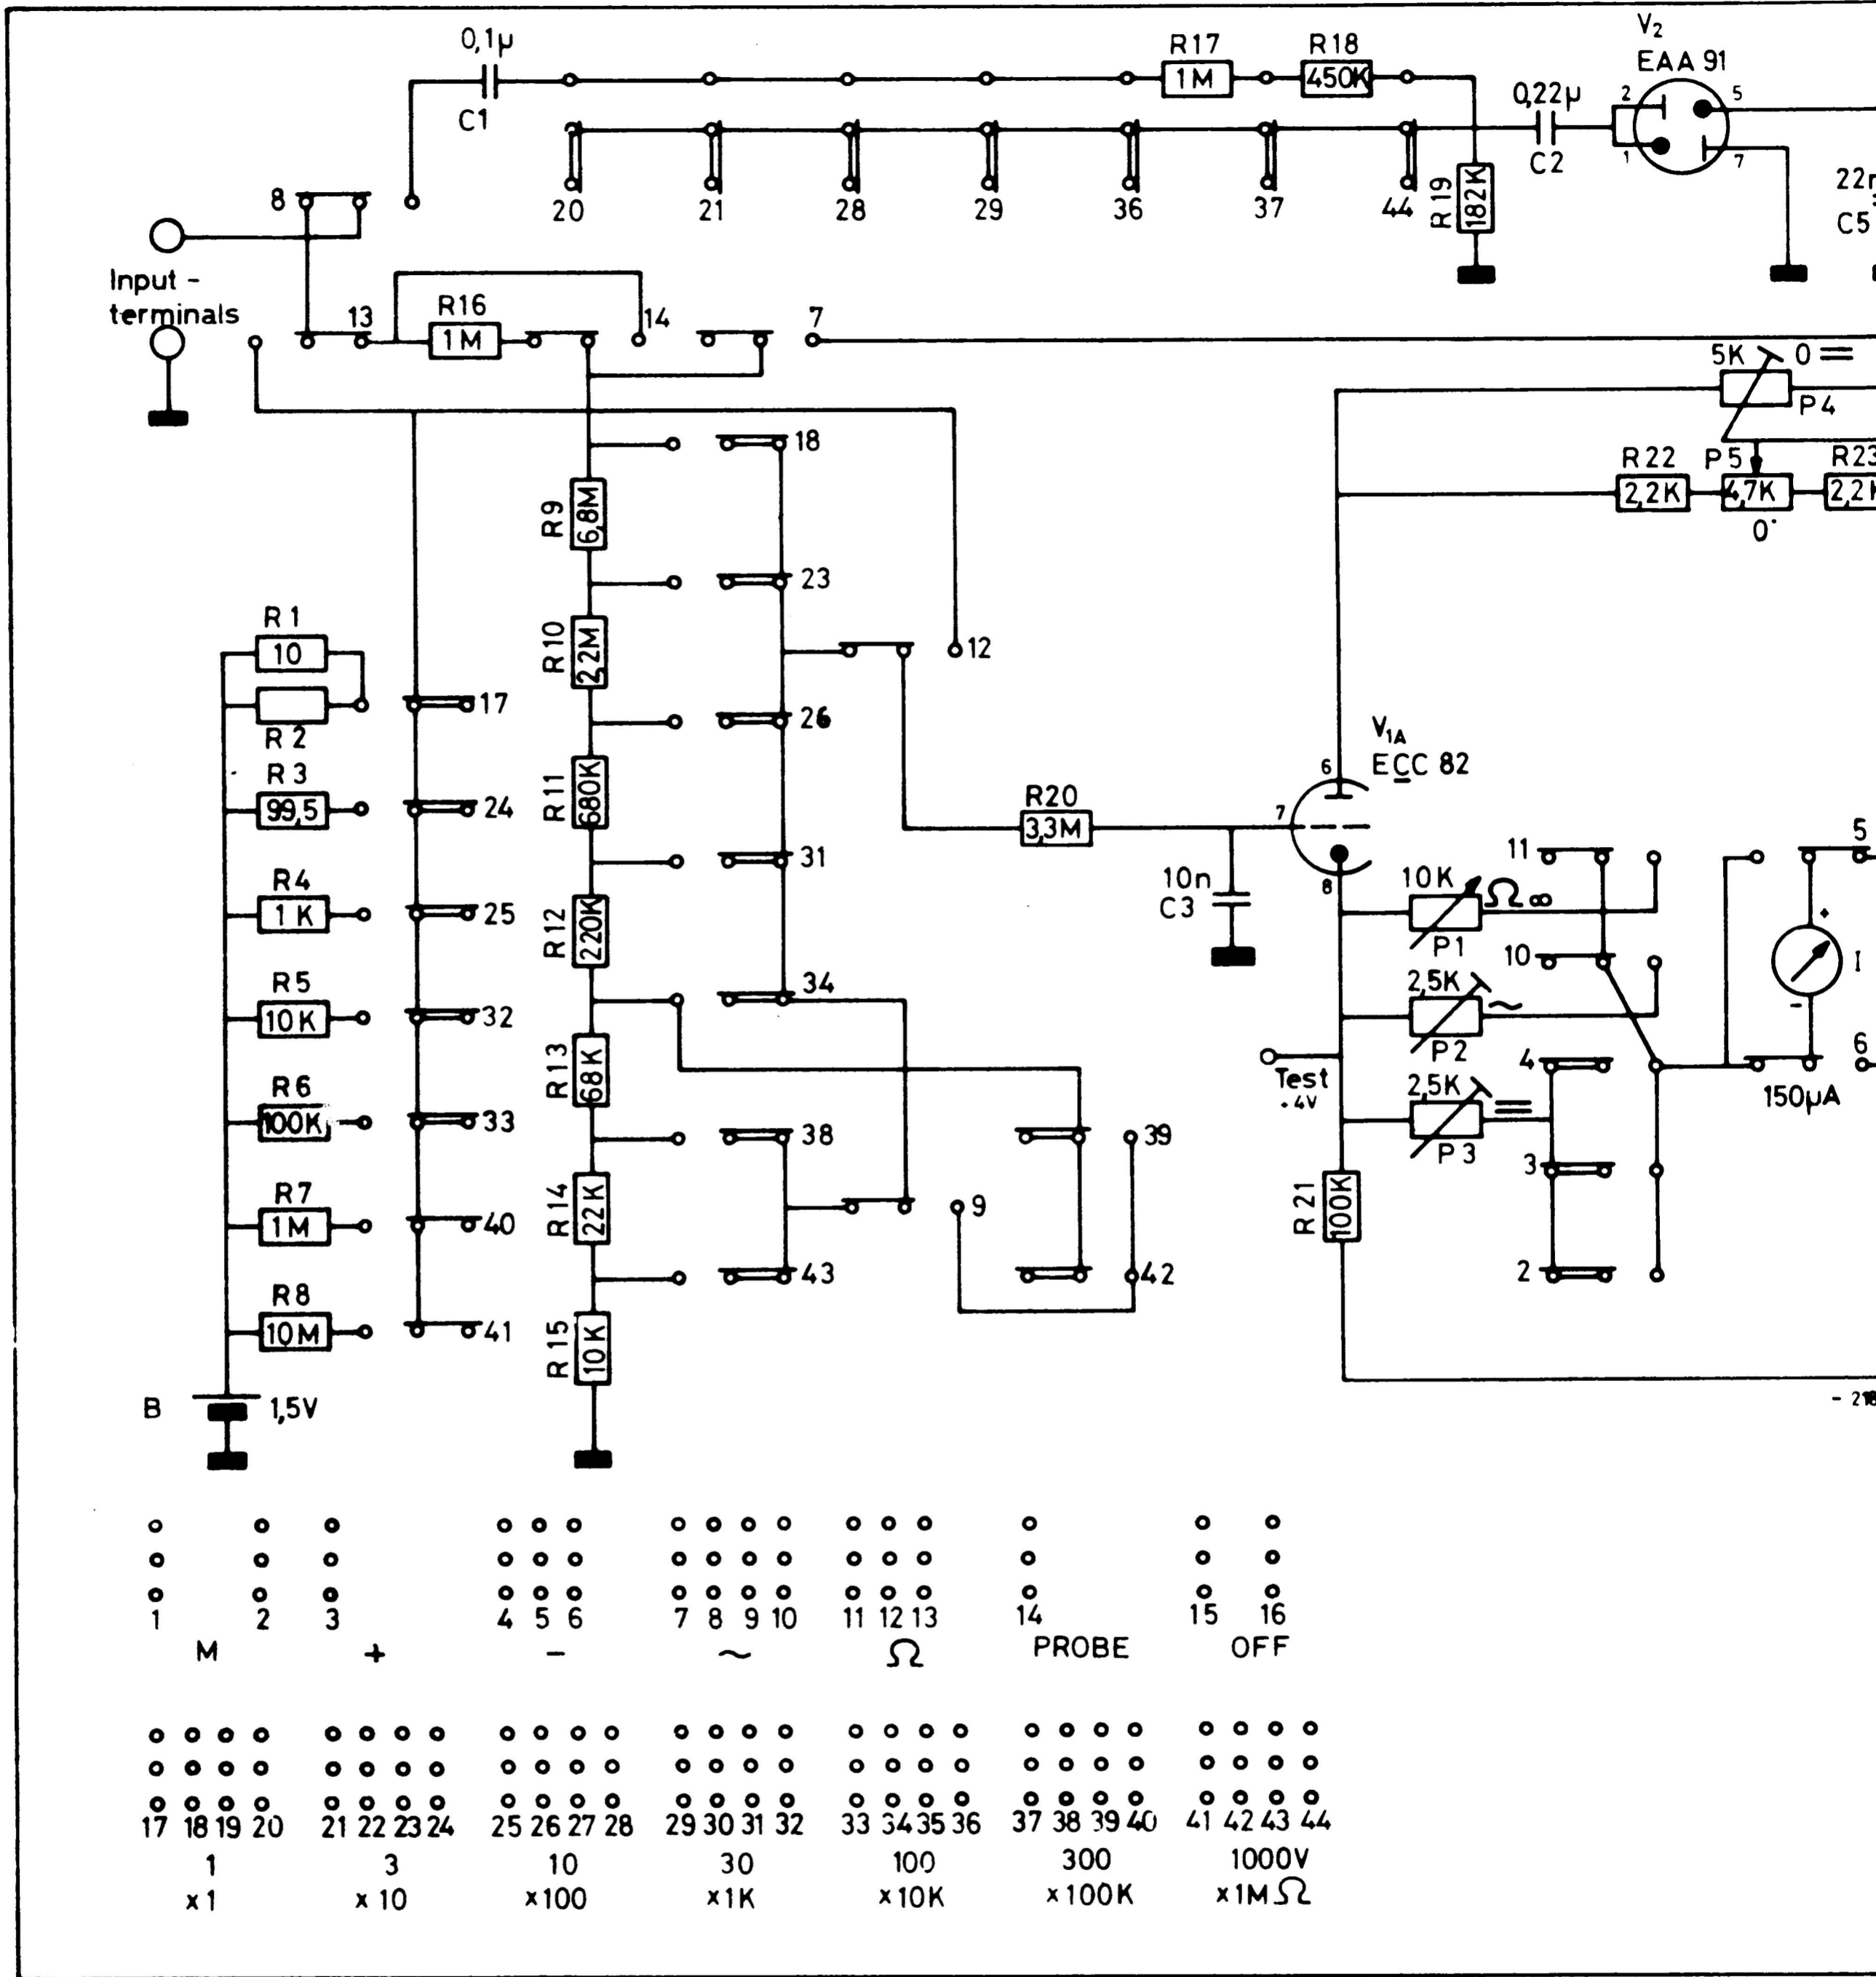 V2
EAA 91
0,1µ
C1
R17
1M
R18
450K
0,22µ
C2
2
5
1
7
R19
182K
C5
8
20
21
28
29
36
37
44
Input -
terminals
13
R16
1M
14
7
5K
0
P4
18
R22
2,2K
P5
4,7K
R23
0
R9
6,8M
23
R1
10
R10
2,2M
12
17
R2
26
V1A
ECC 82
6
R3
99,5
24
R11
680K
31
R20
3,3M
7
8
10n
C3
11
5
R4
1K
25
R12
220K
10K
Ω ∞
P1
+
I
-
10
R5
10K
32
34
2,5K
~
P2
R13
68K
4
6
Test
.4V
2,5K
=
P3
150µA
R6
100K
33
38
39
3
R7
1M
40
R14
22K
9
R21
100K
R8
10M
41
43
42
2
R15
10K
B
1,5V
1 2 3 4 5 6 7 8 9 10 11 12 13 14 15 16
M + - ~ Ω PROBE OFF
17 18 19 20 21 22 23 24 25 26 27 28 29 30 31 32 33 34 35 36 37 38 39 40 41 42 43 44
1 3 10 30 100 300 1000V
x1 x10 x100 x1K x10K x100K x1MΩ